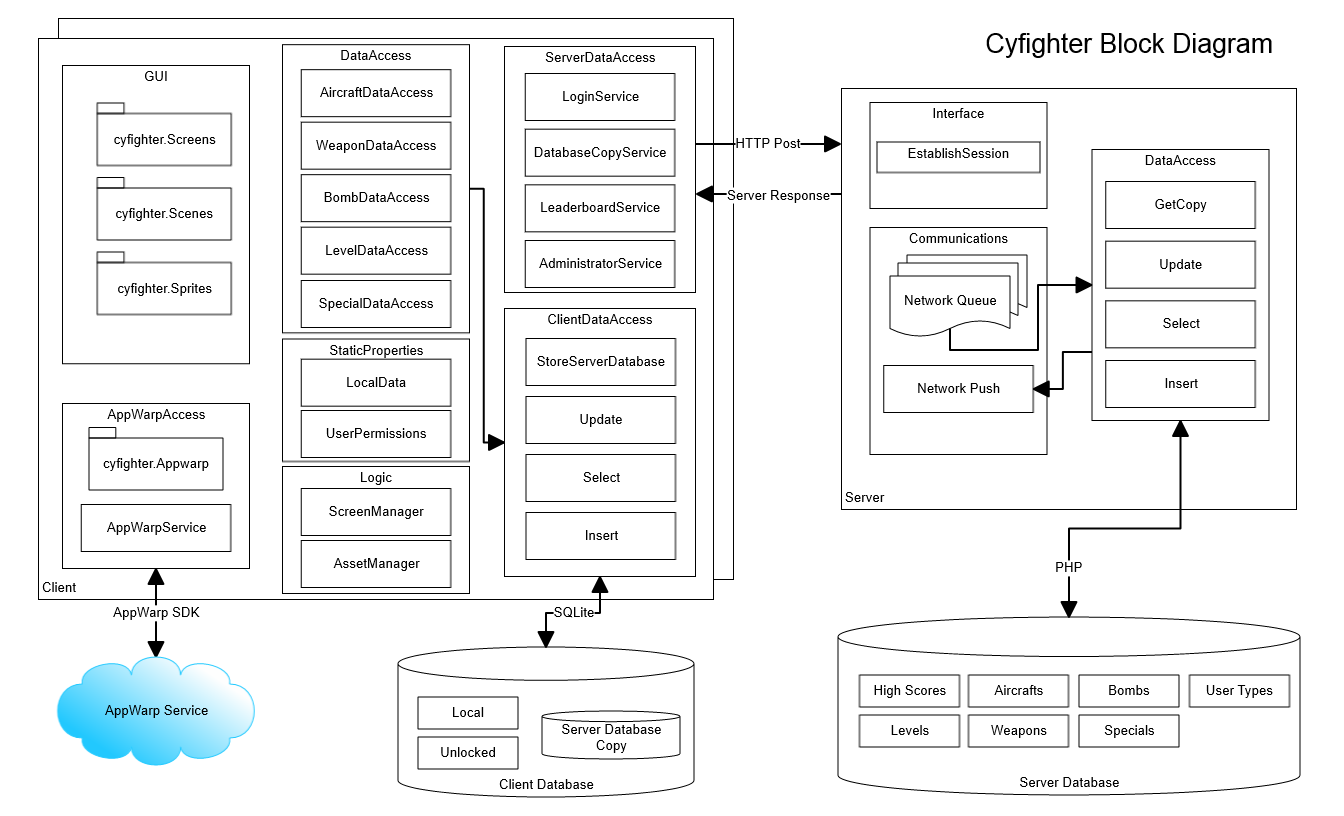 Cyfighter Block Diagram
GUI
cyfighter.Screens
cyfighter.Scenes
cyfighter.Sprites
AppWarpAccess
cyfighter.Appwarp
AppWarpService
Client
DataAccess
AircraftDataAccess
WeaponDataAccess
BombDataAccess
LevelDataAccess
SpecialDataAccess
StaticProperties
LocalData
UserPermissions
Logic
ScreenManager
AssetManager
ServerDataAccess
LoginService
DatabaseCopyService
LeaderboardService
AdministratorService
ClientDataAccess
StoreServerDatabase
Update
Select
Insert
HTTP Post
Server Response
Interface
EstablishSession
Communications
Network Queue
Network Push
DataAccess
GetCopy
Update
Select
Insert
Server
AppWarp SDK
AppWarp Service
SQLite
Local
Unlocked
Server Database
Copy
Client Database
PHP
High Scores
Aircrafts
Bombs
User Types
Levels
Weapons
Specials
Server Database